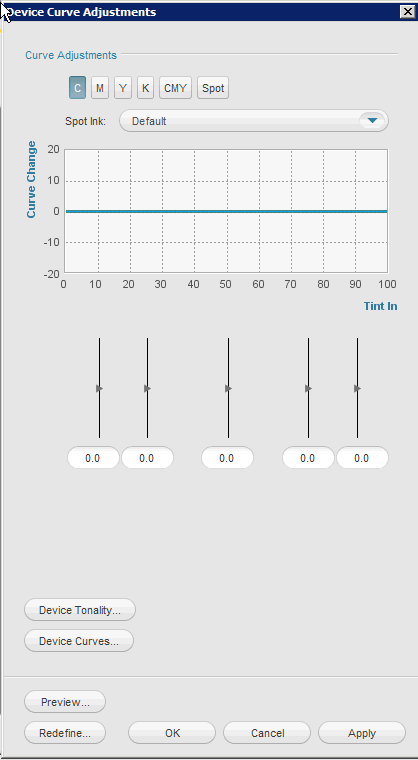 Device Curve Adjustments
Curve Adjustments
C M Y K CMY Spot
Spot Ink: Default
Curve Change
20
10
0
-10
-20
0 10 20 30 40 50 60 70 80 90 100
Tint In
0.0 0.0 0.0 0.0 0.0
Device Tonality...
Device Curves...
Preview...
Redefine... OK Cancel Apply